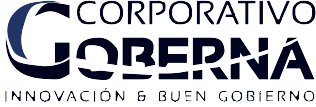 CORPORATIVO
GOBERNÁ
INNOVACIÓN & BUEN GOBIERNO